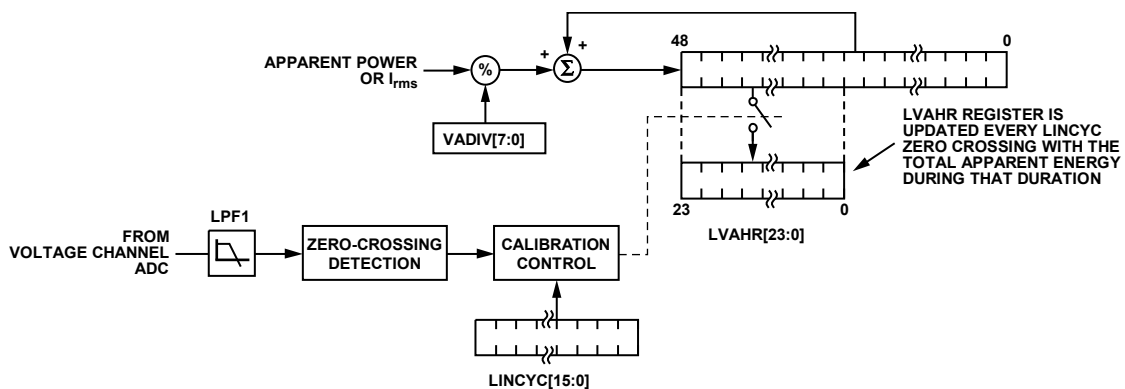 48
0
+
+
APPARENT POWER
OR Irms
%
Σ
VADIV[7:0]
LVAHR REGISTER IS
UPDATED EVERY LINCYC
ZERO CROSSING WITH THE
TOTAL APPARENT ENERGY
DURING THAT DURATION
23
0
LVAHR[23:0]
LPF1
FROM
VOLTAGE CHANNEL
ADC
ZERO-CROSSING
DETECTION
CALIBRATION
CONTROL
LINCYC[15:0]